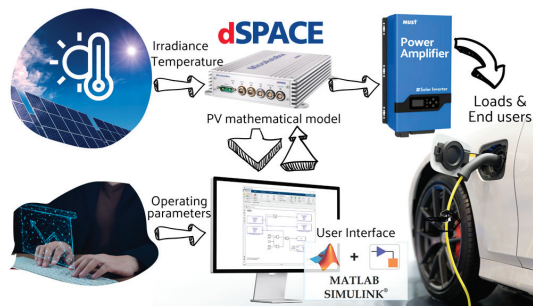 dSPACE
Irradiance
Temperature
MicroLabBox
PV mathematical model
MUST
Power
Amplifier
Solar Inverter
Loads &
End users
Operating
parameters
User Interface
+
MATLAB
SIMULINK®